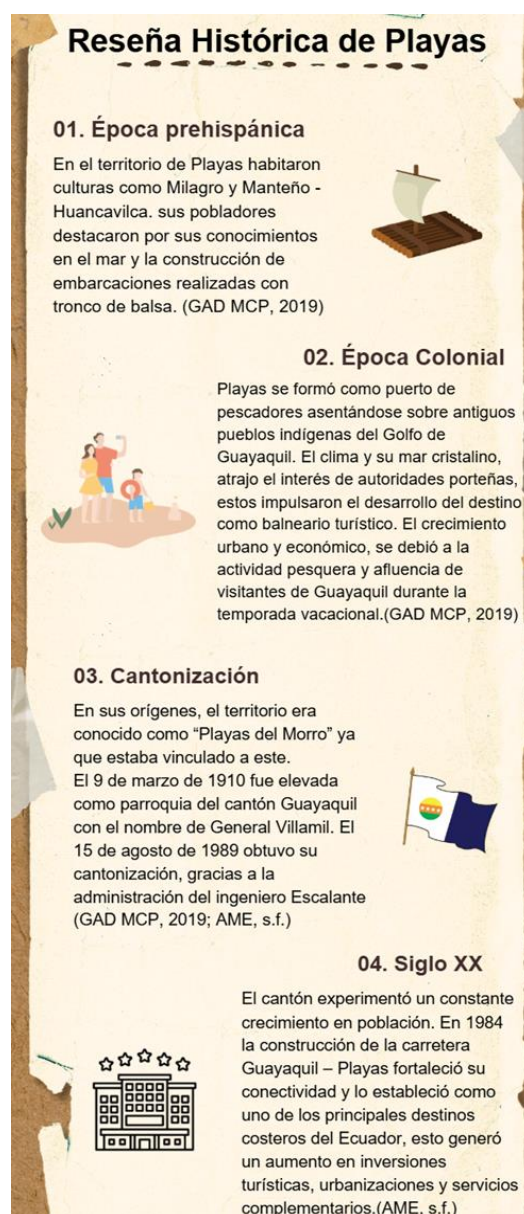 Reseña Histórica de Playas
01. Época prehispánica
En el territorio de Playas habitaron
culturas como Milagro y Manteño -
Huancavilca. sus pobladores
destacaron por sus conocimientos
en el mar y la construcción de
embarcaciones realizadas con
tronco de balsa. (GAD MCP, 2019)
02. Época Colonial
Playas se formó como puerto de
pescadores asentándose sobre antiguos
pueblos indígenas del Golfo de
Guayaquil. El clima y su mar cristalino,
atrajo el interés de autoridades porteñas,
estos impulsaron el desarrollo del destino
como balneario turístico. El crecimiento
urbano y económico, se debió a la
actividad pesquera y afluencia de
visitantes de Guayaquil durante la
temporada vacacional.(GAD MCP, 2019)
03. Cantonización
En sus orígenes, el territorio era
conocido como “Playas del Morro” ya
que estaba vinculado a este.
El 9 de marzo de 1910 fue elevada
como parroquia del cantón Guayaquil
con el nombre de General Villamil. El
15 de agosto de 1989 obtuvo su
cantonización, gracias a la
administración del ingeniero Escalante
(GAD MCP, 2019; AME, s.f.)
04. Siglo XX
El cantón experimentó un constante
crecimiento en población. En 1984
la construcción de la carretera
Guayaquil – Playas fortaleció su
conectividad y lo estableció como
uno de los principales destinos
costeros del Ecuador, esto generó
un aumento en inversiones
turísticas, urbanizaciones y servicios
complementarios.(AME, s.f.)